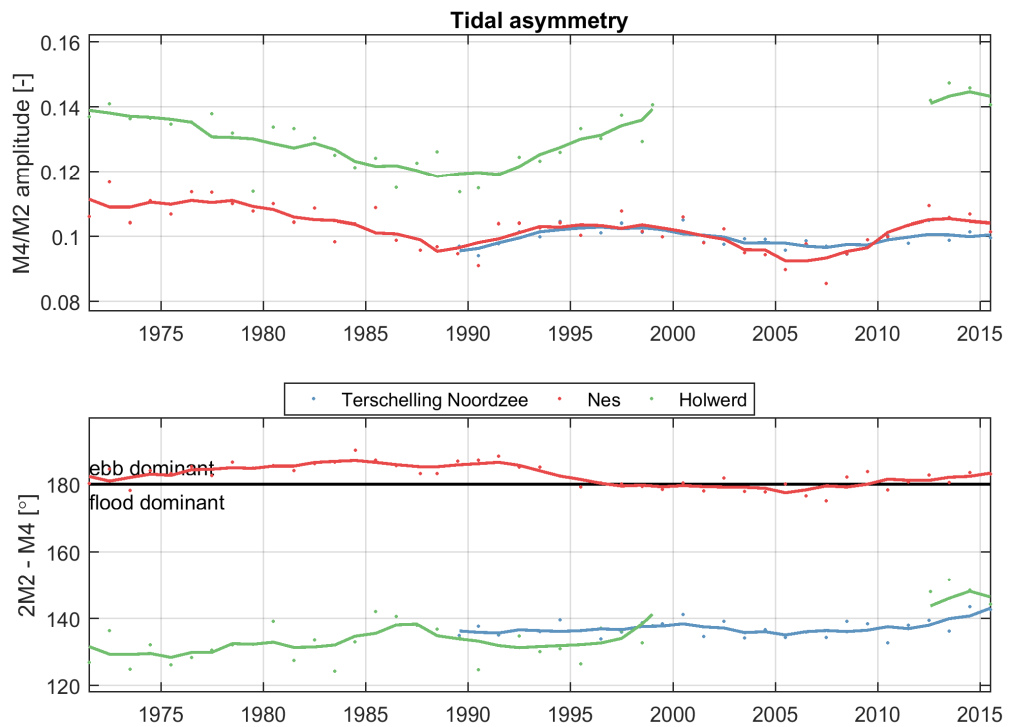 Tidal asymmetry
M4/M2 amplitude [-]
0.16
0.14
0.12
0.1
0.08
1975 1980 1985 1990 1995 2000 2005 2010 2015
Terschelling Noordzee Nes Holwerd
2M2 - M4 [°]
ebb dominant
180
flood dominant
160
140
120
1975 1980 1985 1990 1995 2000 2005 2010 2015